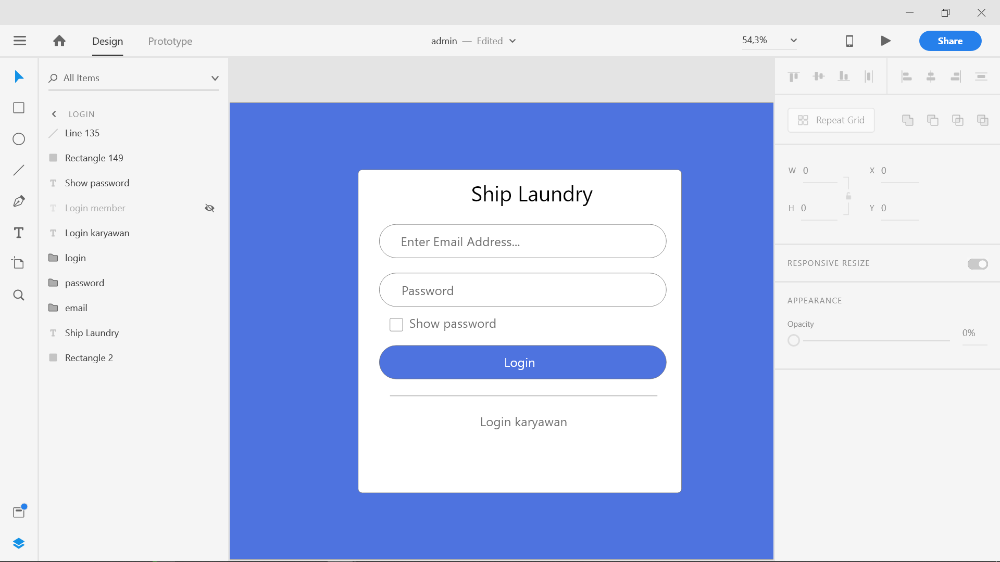 Design
Prototype
admin — Edited
54,3%
Share
All Items
LOGIN
Line 135
Rectangle 149
Show password
Login member
Login karyawan
login
password
email
Ship Laundry
Rectangle 2
Ship Laundry
Enter Email Address...
Password
Show password
Login
Login karyawan
Repeat Grid
W 0
X 0
H 0
Y 0
RESPONSIVE RESIZE
APPEARANCE
Opacity
0%